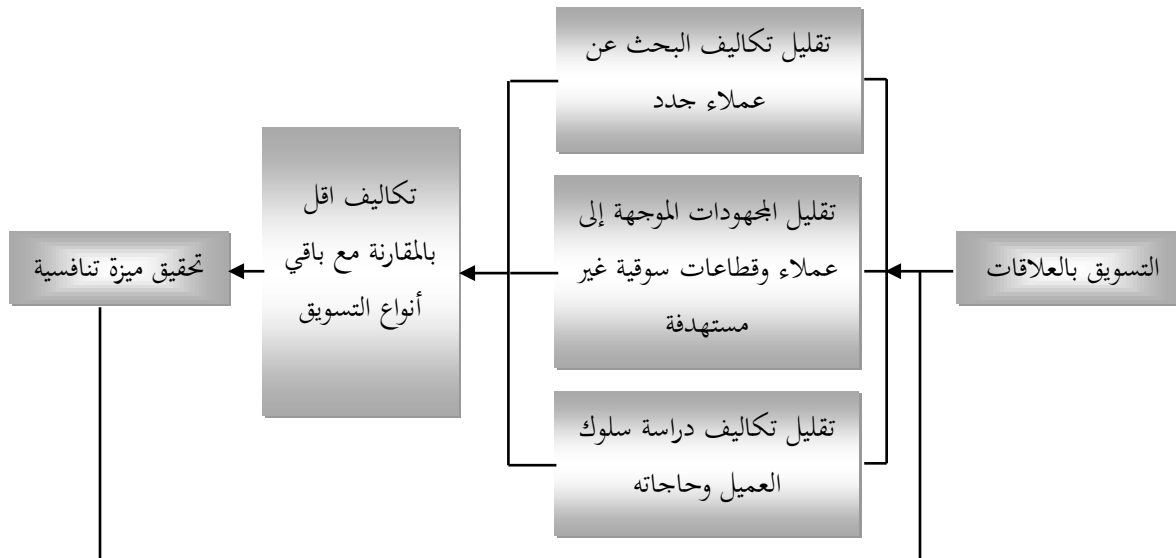 التسويق بالعلاقات
تقليل تكاليف البحث عن
عملاء جدد
تقليل المجهودات الموجهة إلى
عملاء وقطاعات سوقية غير
مستهدفة
تقليل تكاليف دراسة سلوك
العميل وحاجاته
تكاليف اقل
بالمقارنة مع باقي
أنواع التسويق
تحقيق ميزة تنافسية